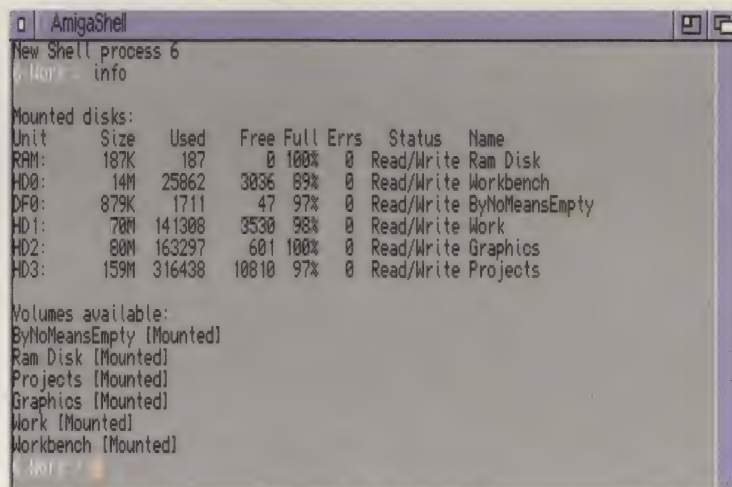 AmigaShell
New Shell process 6
6.Work:> info
Mounted disks:
Unit Size Used Free Full Errs Status Name
RAM: 187K 187 0 100% 0 Read/Write Ram Disk
HD0: 14M 25862 3036 89% 0 Read/Write Workbench
DF0: 879K 1711 47 97% 0 Read/Write ByNoMeansEmpty
HD1: 70M 141308 3530 98% 0 Read/Write Work
HD2: 80M 163297 601 100% 0 Read/Write Graphics
HD3: 159M 316438 10810 97% 0 Read/Write Projects
Volumes available:
ByNoMeansEmpty [Mounted]
Ram Disk [Mounted]
Projects [Mounted]
Graphics [Mounted]
Work [Mounted]
Workbench [Mounted]
6.Work:>